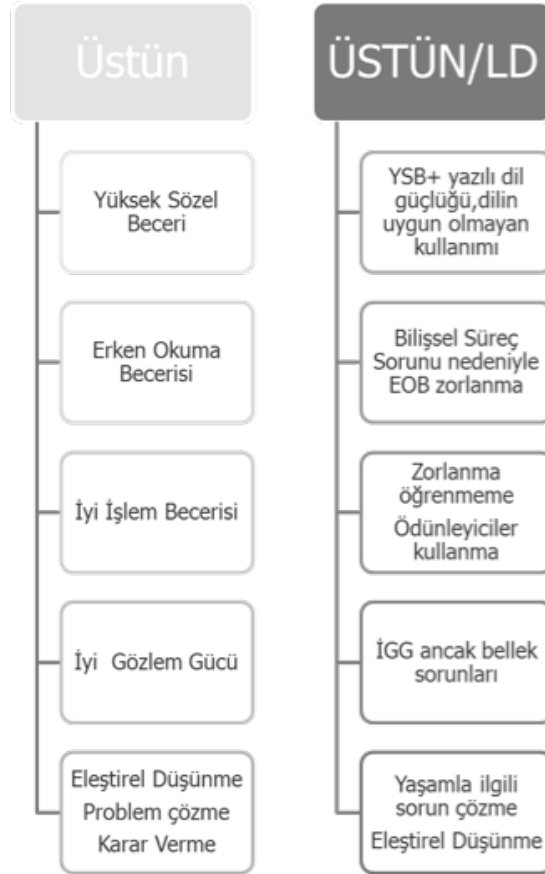 Üstün
Yüksek Sözel
Beceri
Erken Okuma
Becerisi
İyi İşlem Becerisi
İyi Gözlem Gücü
Eleştirel Düşünme
Problem çözme
Karar Verme
ÜSTÜN/LD
YSB+ yazılı dil
güçlüğü,dilin
uygun olmayan
kullanımı
Bilişsel Süreç
Sorunu nedeniyle
EOB zorlanma
Zorlanma
öğrenmeme
Ödünleyiciler
kullanma
İGG ancak bellek
sorunları
Yaşamla ilgili
sorun çözme
Eleştirel Düşünme